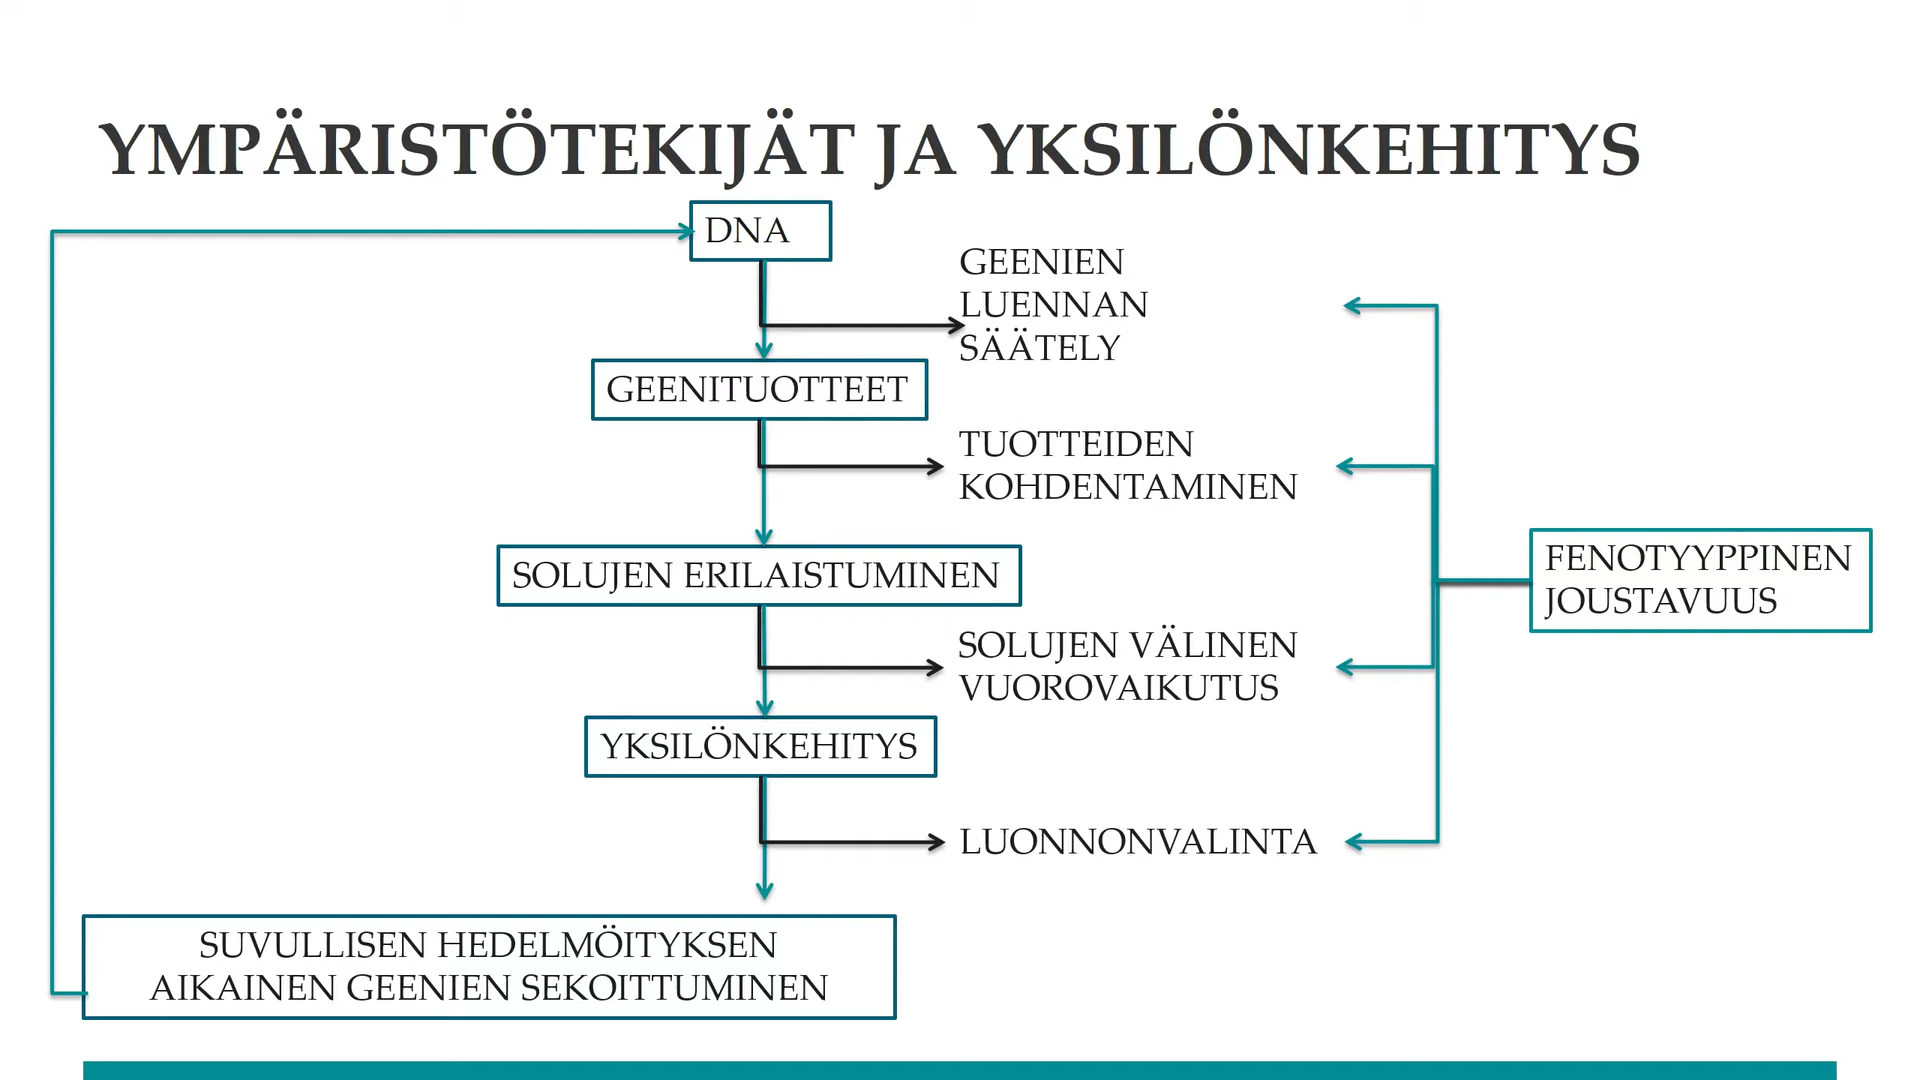 YMPÄRISTÖTEKIJÄT JA YKSILÖNKEHITYS
DNA
GEENIEN
LUENNAN
SÄÄTELY
GEENITUOTTEET
TUOTTEIDEN
KOHDENTAMINEN
SOLUJEN ERILAISTUMINEN
FENOTYYPPINEN
JOUSTAVUUS
SOLUJEN VÄLINEN
VUOROVAIKUTUS
YKSILÖNKEHITYS
LUONNONVALINTA
SUVULLISEN HEDELMÖITYKSEN
AIKAINEN GEENIEN SEKOITTUMINEN